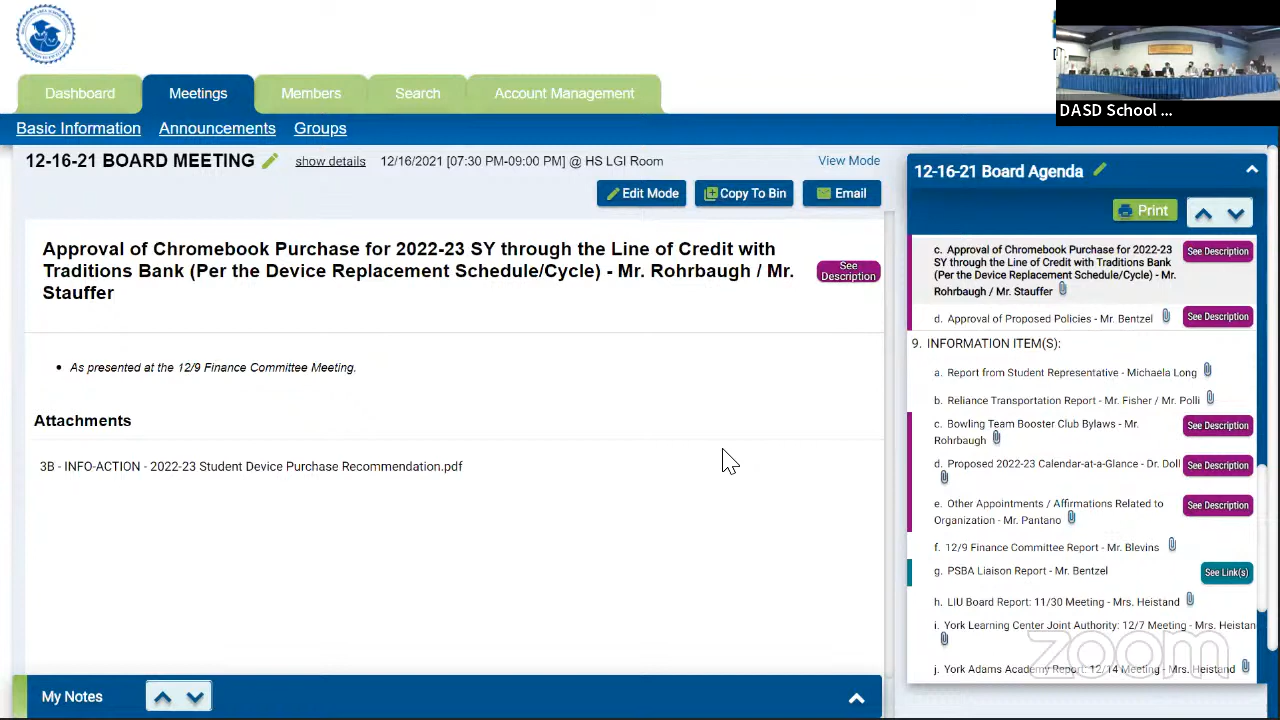 Dashboard
Meetings
Members
Search
Account Management
DASD School ...
Basic Information
Announcements
Groups
12-16-21 BOARD MEETING
show details
12/16/2021 [07:30 PM-09:00 PM] @ HS LGI Room
View Mode
Edit Mode
Copy To Bin
Email
Approval of Chromebook Purchase for 2022-23 SY through the Line of Credit with
Traditions Bank (Per the Device Replacement Schedule/Cycle) - Mr. Rohrbaugh / Mr.
Stauffer
See
Description
• As presented at the 12/9 Finance Committee Meeting.
Attachments
3B - INFO-ACTION - 2022-23 Student Device Purchase Recommendation.pdf
My Notes
12-16-21 Board Agenda
Print
c. Approval of Chromebook Purchase for 2022-23
SY through the Line of Credit with Traditions Bank
(Per the Device Replacement Schedule/Cycle) - Mr.
Rohrbaugh / Mr. Stauffer
See Description
d. Approval of Proposed Policies - Mr. Bentzel
See Description
9. INFORMATION ITEM(S):
a. Report from Student Representative - Michaela Long
b. Reliance Transportation Report - Mr. Fisher / Mr. Polli
c. Bowling Team Booster Club Bylaws - Mr.
Rohrbaugh
See Description
d. Proposed 2022-23 Calendar-at-a-Glance - Dr. Doll
See Description
e. Other Appointments / Affirmations Related to
Organization - Mr. Pantano
See Description
f. 12/9 Finance Committee Report - Mr. Blevins
g. PSBA Liaison Report - Mr. Bentzel
See Link(s)
h. LIU Board Report: 11/30 Meeting - Mrs. Heistand
i. York Learning Center Joint Authority: 12/7 Meeting - Mrs. Heistan
j. York Adams Academy Report: 12/14 Meeting - Mrs. Heistand
zoom